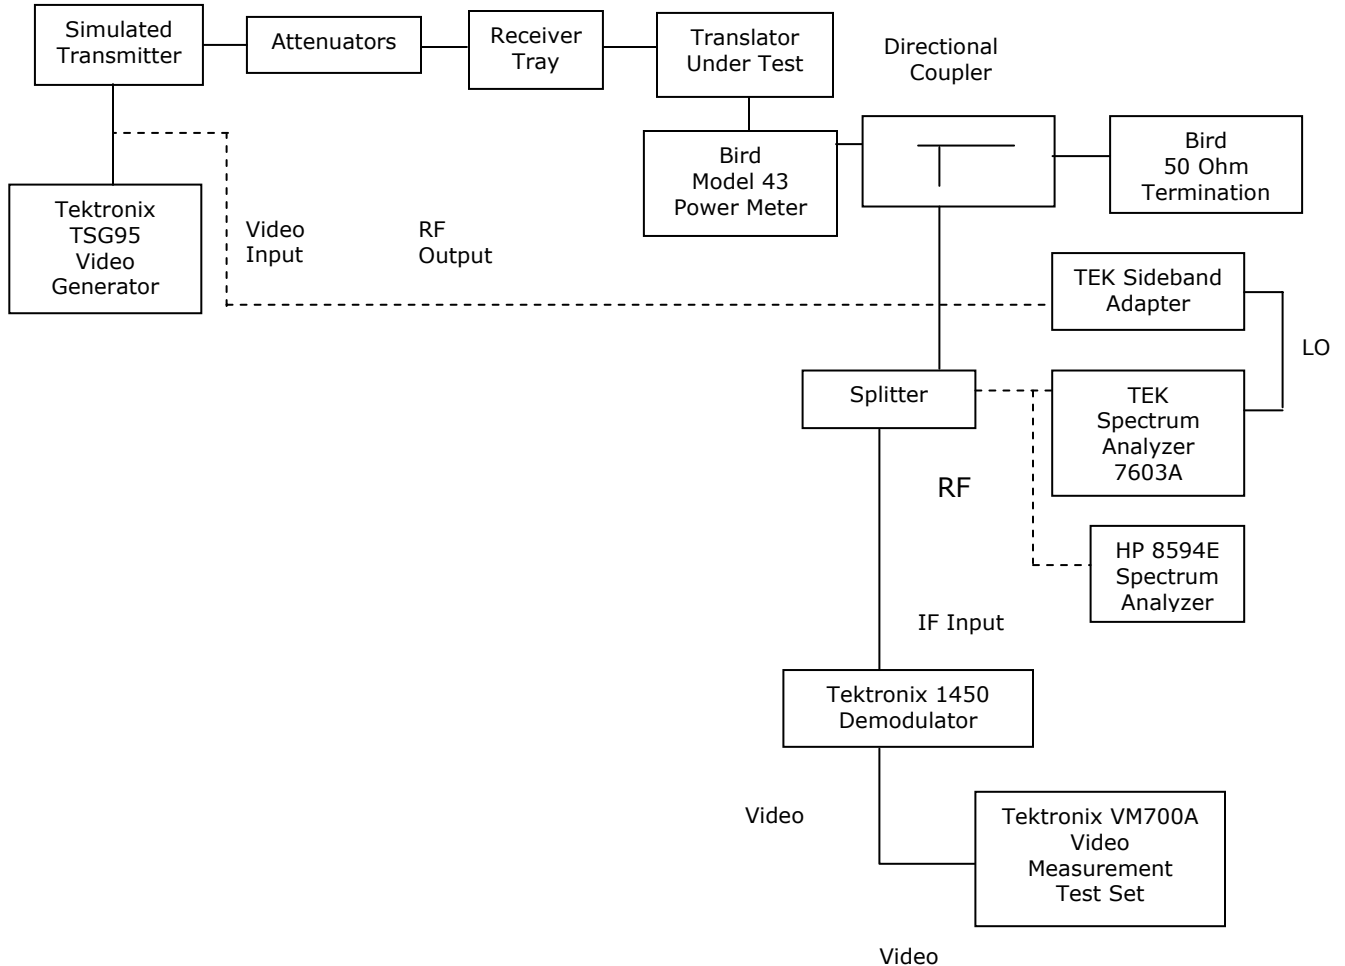 Simulated
Transmitter
Attenuators
Receiver
Tray
Translator
Under Test
Directional
Coupler
Bird
Model 43
Power Meter
Bird
50 Ohm
Termination
Tektronix
TSG95
Video
Generator
Video
Input
RF
Output
TEK Sideband
Adapter
LO
Splitter
TEK
Spectrum
Analyzer
7603A
RF
HP 8594E
Spectrum
Analyzer
IF Input
Tektronix 1450
Demodulator
Video
Tektronix VM700A
Video
Measurement
Test Set
Video